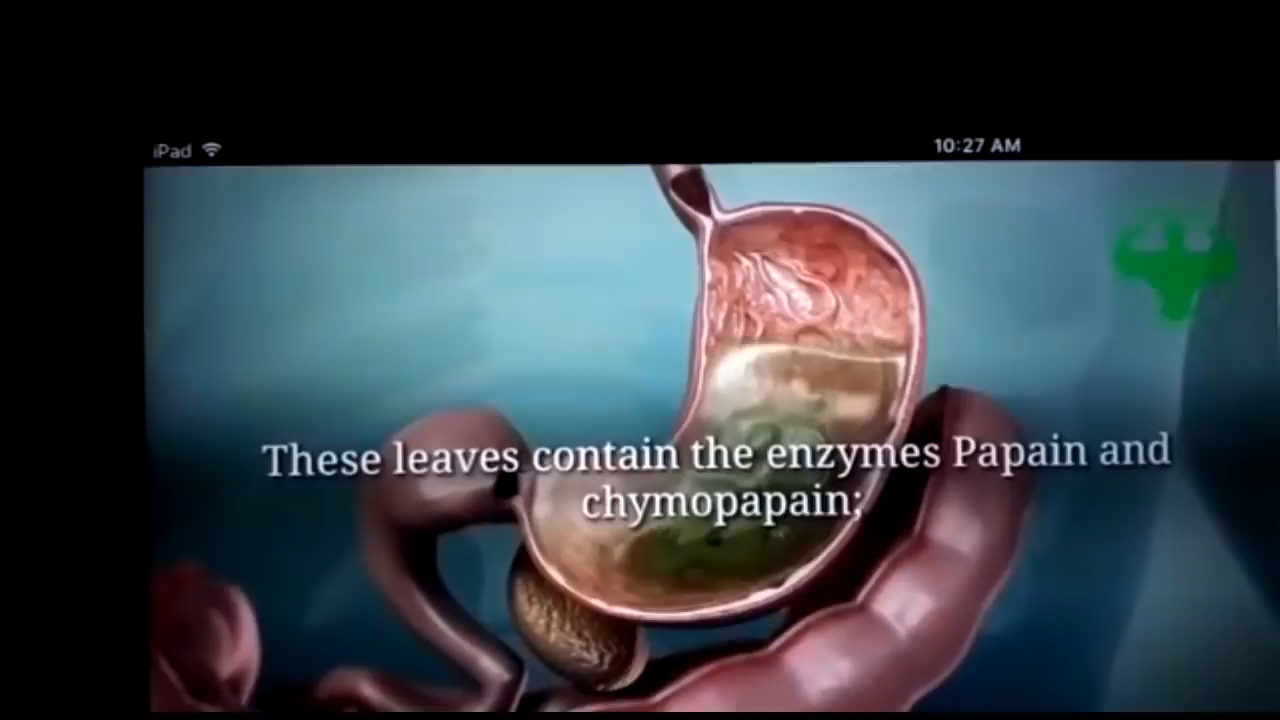 iPad 10:27 AM
These leaves contain the enzymes Papain and
chymopapain;